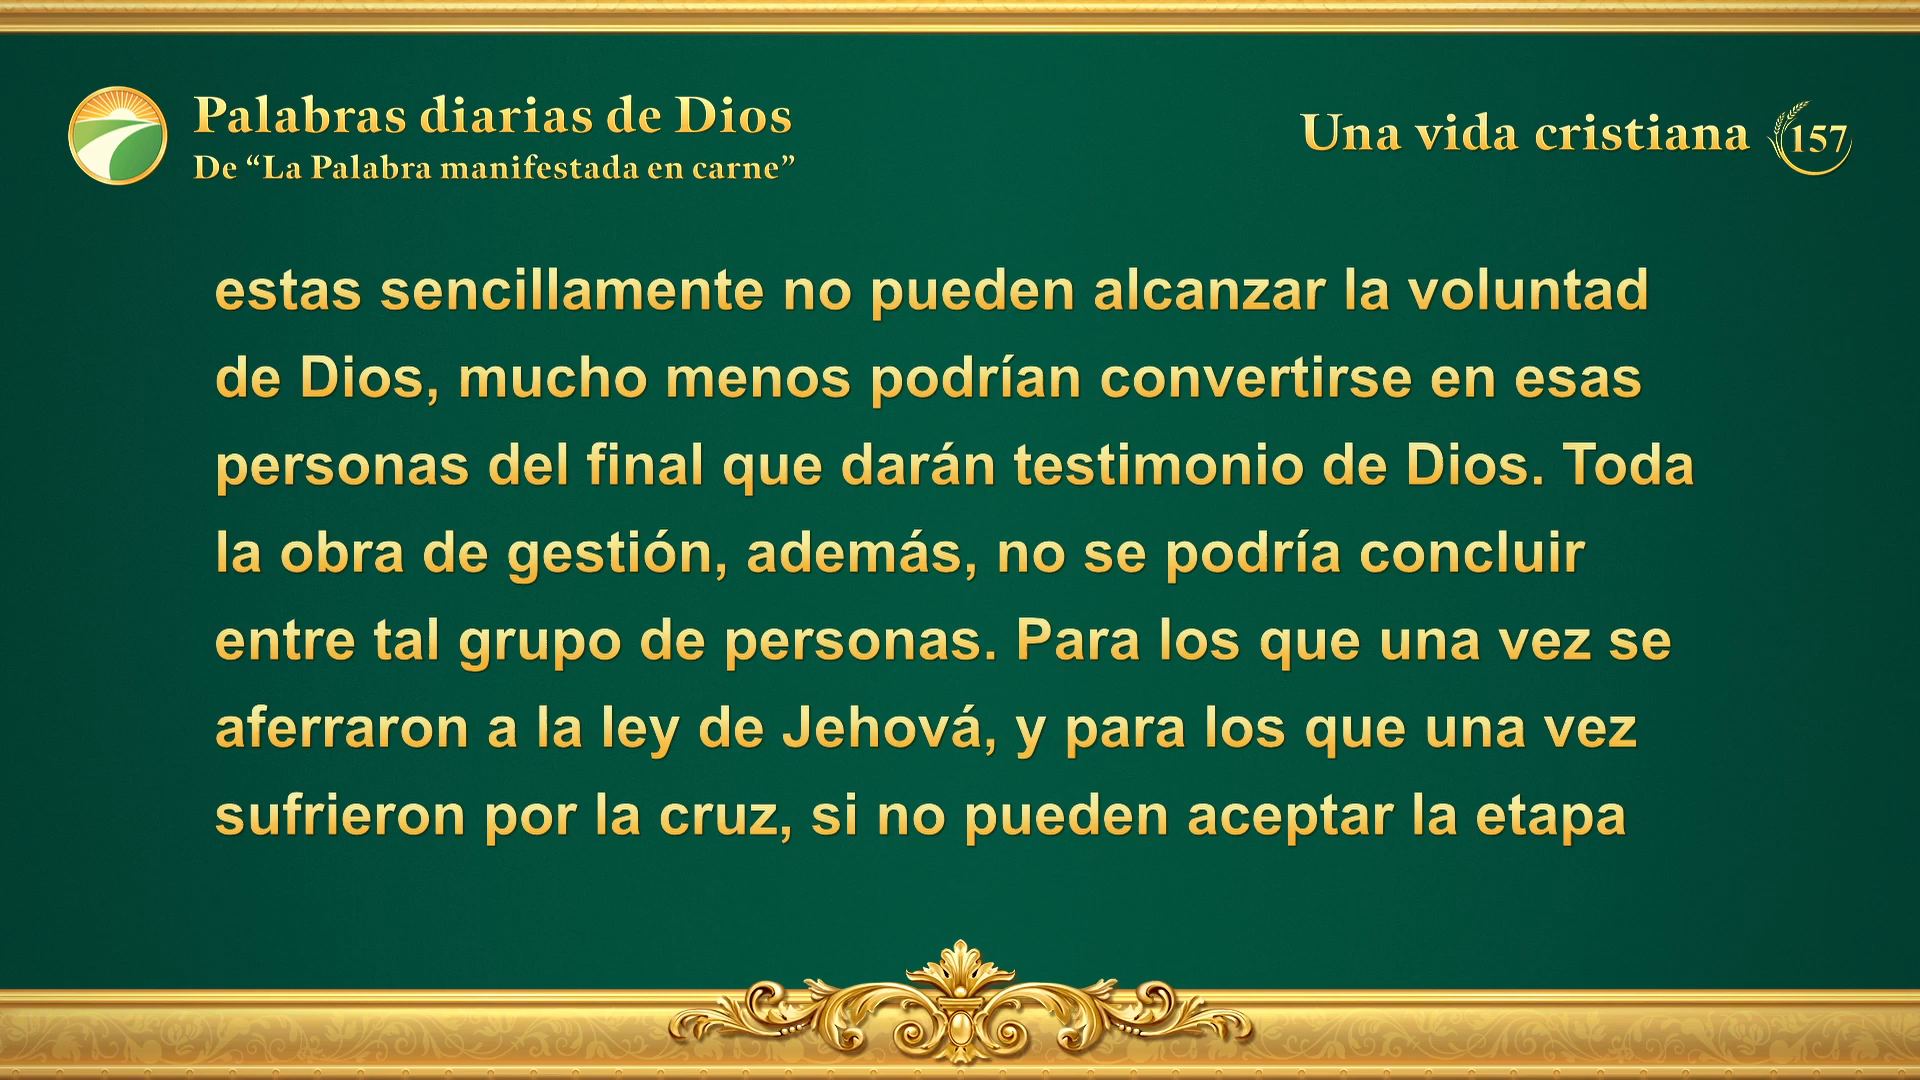 Palabras diarias de Dios
De “La Palabra manifestada en carne”
Una vida cristiana 157
estas sencillamente no pueden alcanzar la voluntad
de Dios, mucho menos podrían convertirse en esas
personas del final que darán testimonio de Dios. Toda
la obra de gestión, además, no se podría concluir
entre tal grupo de personas. Para los que una vez se
aferraron a la ley de Jehová, y para los que una vez
sufrieron por la cruz, si no pueden aceptar la etapa